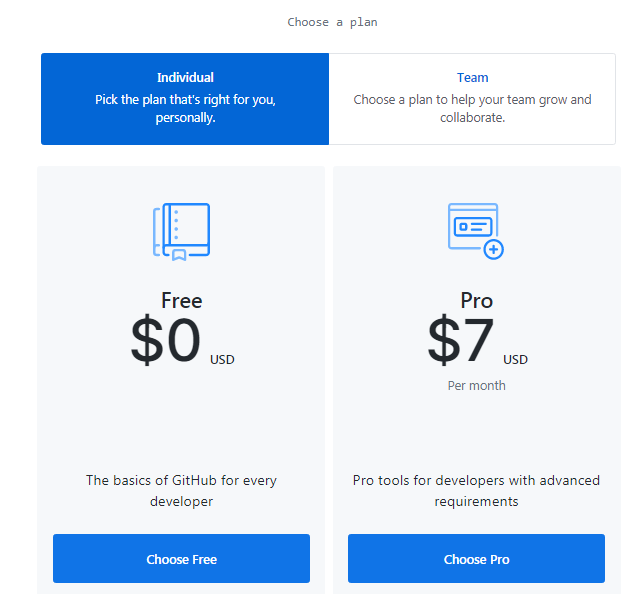 Choose a plan
Individual
Pick the plan that's right for you,
personally.
Team
Choose a plan to help your team grow and
collaborate.
Free
$0 USD
The basics of GitHub for every
developer
Choose Free
Pro
$7 USD
Per month
Pro tools for developers with advanced
requirements
Choose Pro